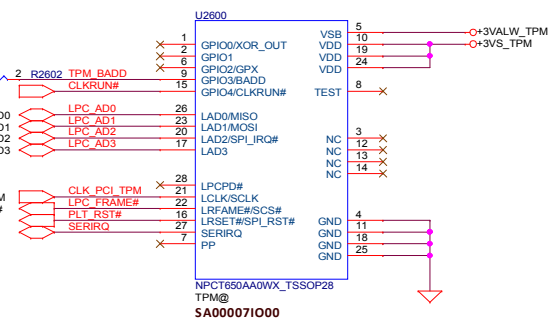 U2600
1 GPIO0/XOR_OUT
2 GPIO1
6 GPIO2/GPX
2 R2602 TPM_BADD 9 GPIO3/BADD
CLKRUN# 15 GPIO4/CLKRUN#
D0 LPC_AD0 26 LAD0/MISO
D1 LPC_AD1 23 LAD1/MOSI
D2 LPC_AD2 20 LAD2/SPI_IRQ#
D3 LPC_AD3 17 LAD3
28 LPCPD#
M CLK_PCI_TPM 21 LCLK/SCLK
# LPC_FRAME# 22 LRFAME#/SCS#
PLT_RST# 16 LRSET#/SPI_RST#
SERIRQ 27 SERIRQ
7 PP
VSB 5 +3VALW_TPM
VDD 10 +3VS_TPM
VDD 19
VDD 24
TEST 8
NC 3
NC 12
NC 13
NC 14
GND 4
GND 11
GND 18
GND 25
NPCT650AA0WX_TSSOP28
TPM@
SA00007IO00